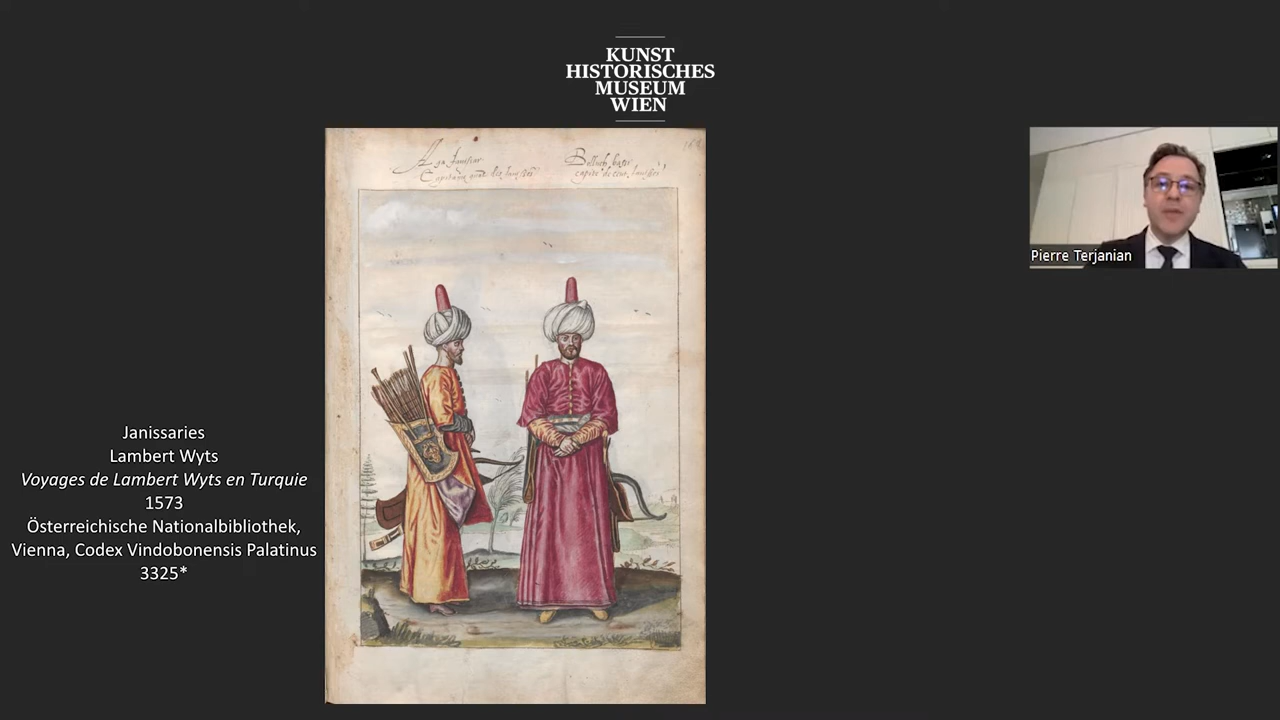 KUNST
HISTORISCHES
MUSEUM
WIEN
Janissaries
Lambert Wyts
Voyages de Lambert Wyts en Turquie
1573
Österreichische Nationalbibliothek,
Vienna, Codex Vindobonensis Palatinus
3325*
Pierre Terjanian